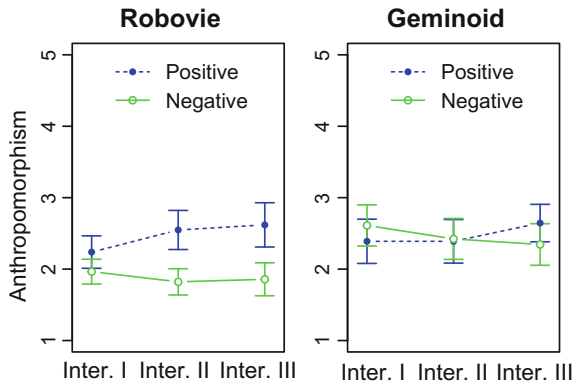 Robovie
Geminoid
Anthropomorphism
5
4
3
2
1
Positive
Negative
Inter. I Inter. II Inter. III
5
4
3
2
1
Positive
Negative
Inter. I Inter. II Inter. III